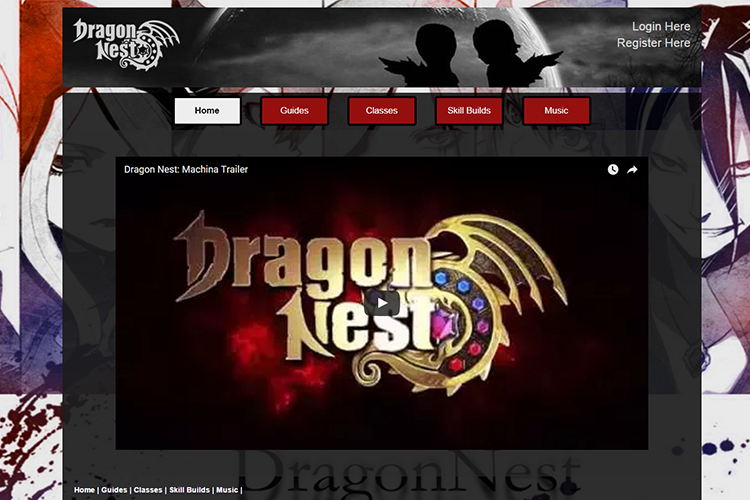 Dragon
Nest
Login Here
Register Here
Home
Guides
Classes
Skill Builds
Music
Dragon Nest: Machina Trailer
Dragon
Nest
DragonNest
Home | Guides | Classes | Skill Builds | Music |